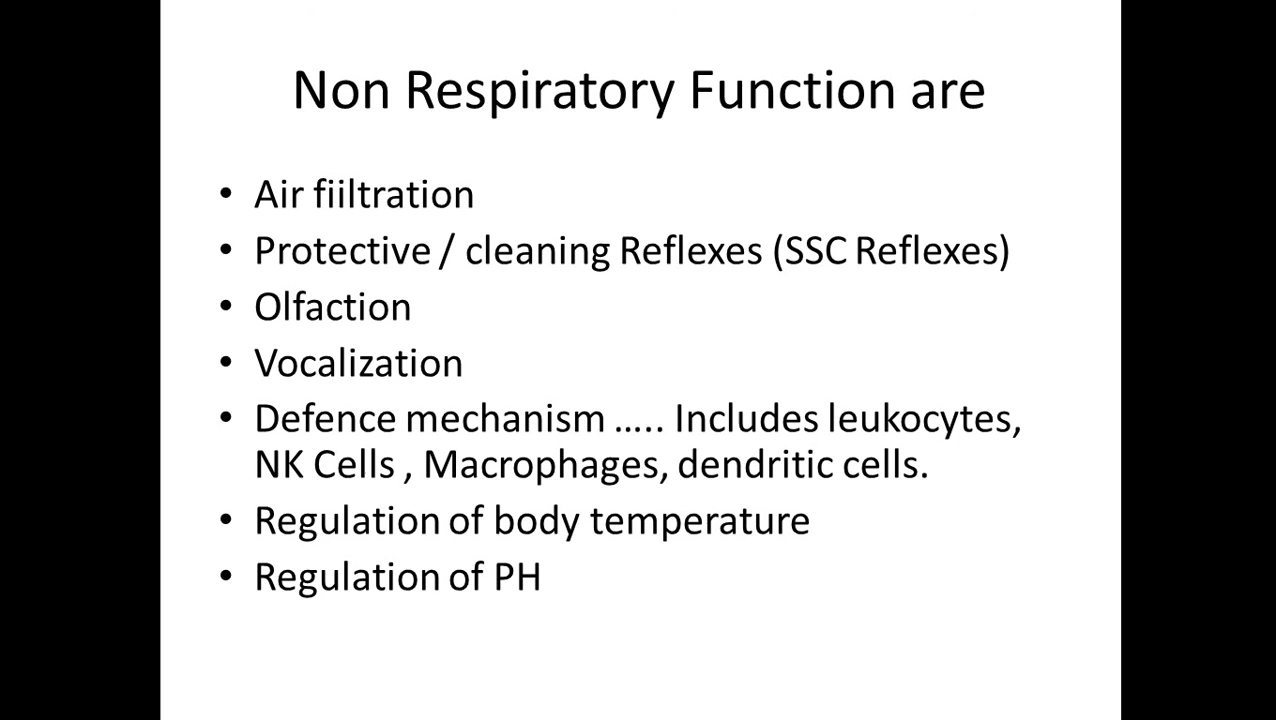 Non Respiratory Function are
• Air fiiltration
• Protective / cleaning Reflexes (SSC Reflexes)
• Olfaction
• Vocalization
• Defence mechanism ..... Includes leukocytes,
NK Cells , Macrophages, dendritic cells.
• Regulation of body temperature
• Regulation of PH